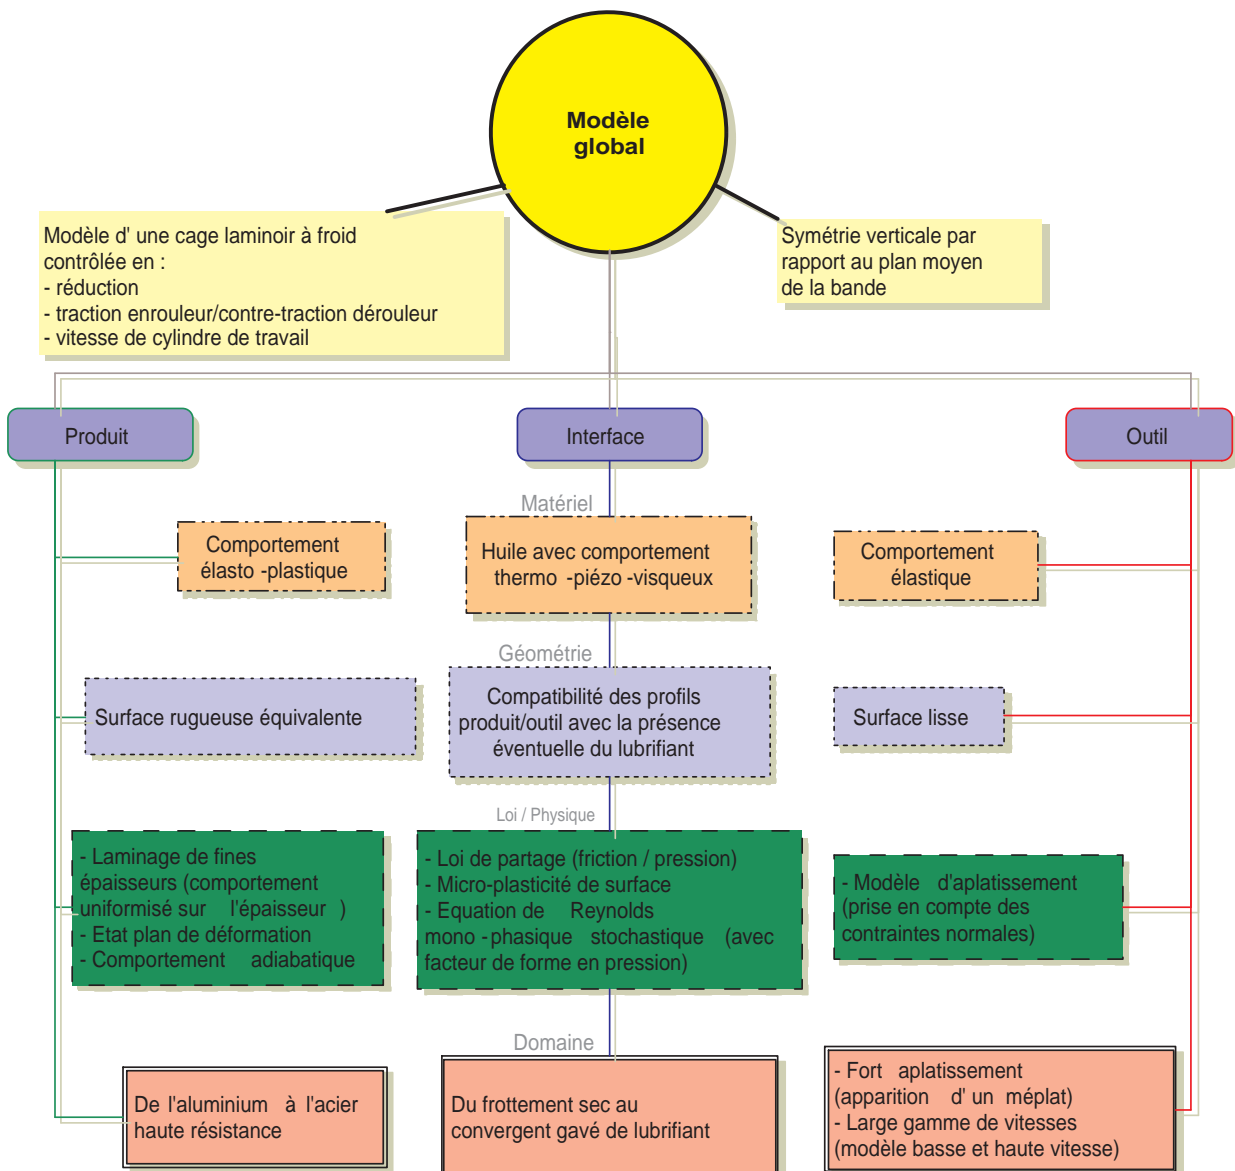 Modèle
global
Modèle d' une cage laminoir à froid
contrôlée en :
- réduction
- traction enrouleur/contre-traction dérouleur
- vitesse de cylindre de travail
Symétrie verticale par
rapport au plan moyen
de la bande
Produit
Interface
Outil
Matériel
Comportement
élasto -plastique
Huile avec comportement
thermo -piézo -visqueux
Comportement
élastique
Géométrie
Surface rugueuse équivalente
Compatibilité des profils
produit/outil avec la présence
éventuelle du lubrifiant
Surface lisse
Loi / Physique
- Laminage de fines
épaisseurs (comportement
uniformisé sur l'épaisseur )
- Etat plan de déformation
- Comportement adiabatique
- Loi de partage (friction / pression)
- Micro-plasticité de surface
- Equation de Reynolds
mono -phasique stochastique (avec
facteur de forme en pression)
- Modèle d'aplatissement
(prise en compte des
contraintes normales)
Domaine
De l'aluminium à l'acier
haute résistance
Du frottement sec au
convergent gavé de lubrifiant
- Fort aplatissement
(apparition d' un méplat)
- Large gamme de vitesses
(modèle basse et haute vitesse)